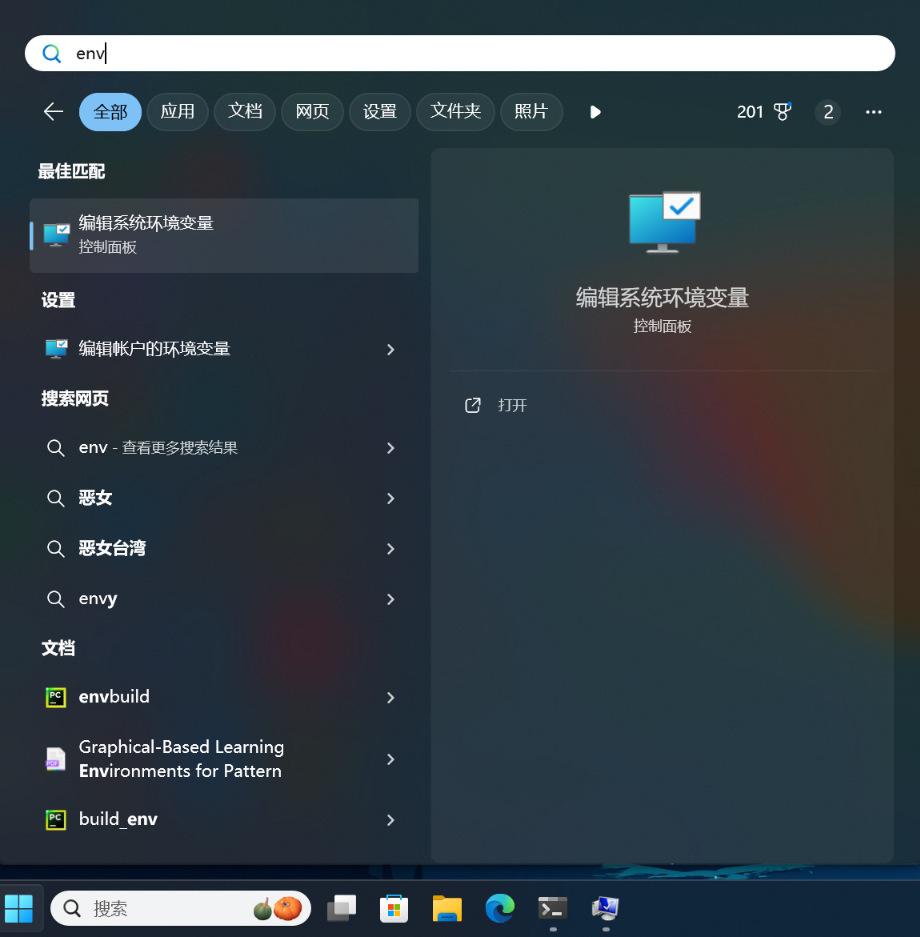 env
全部 应用 文档 网页 设置 文件夹 照片 201 2
最佳匹配
编辑系统环境变量
控制面板
设置
编辑帐户的环境变量
搜索网页
env - 查看更多搜索结果
恶女
恶女台湾
envy
文档
envbuild
Graphical-Based Learning
Environments for Pattern
build_env
编辑系统环境变量
控制面板
打开
搜索